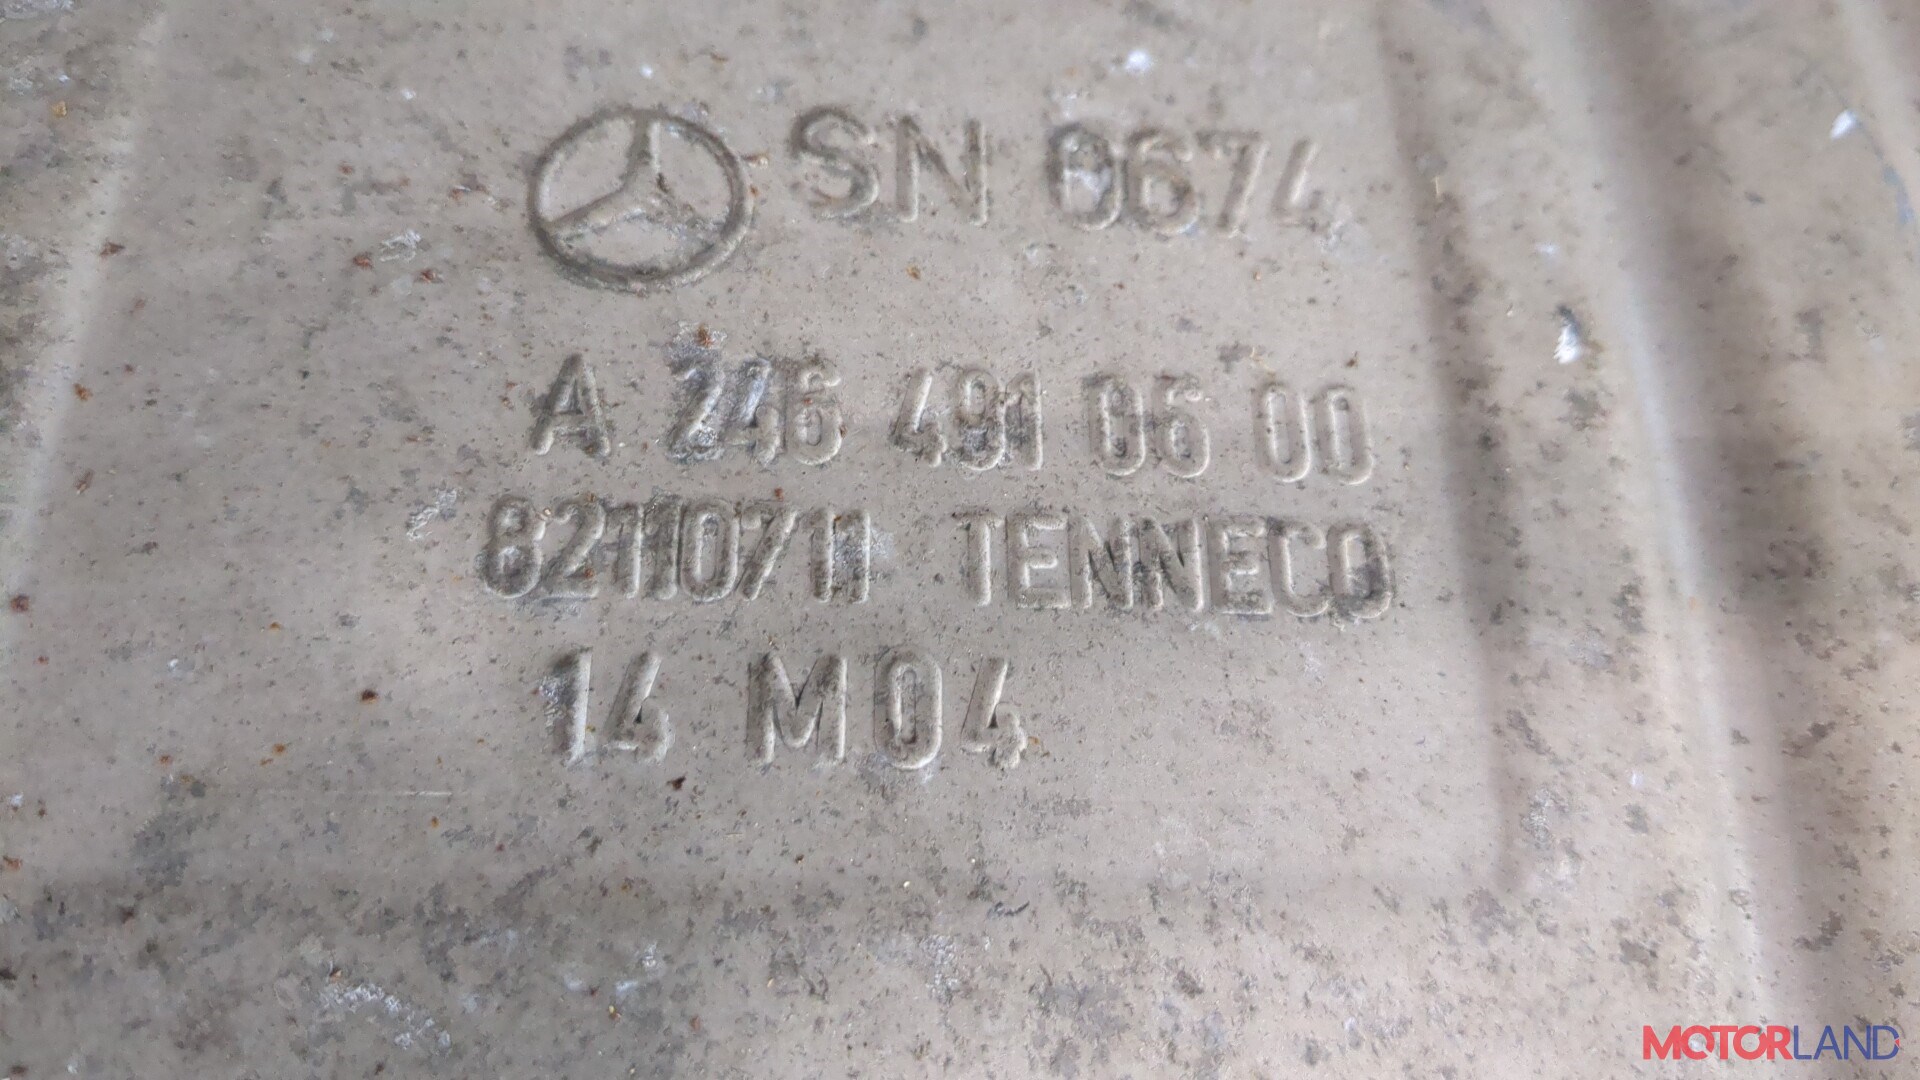 SN 0674
A 246 491 06 00
82110711 TENNECO
14 M04
MOTORLAND